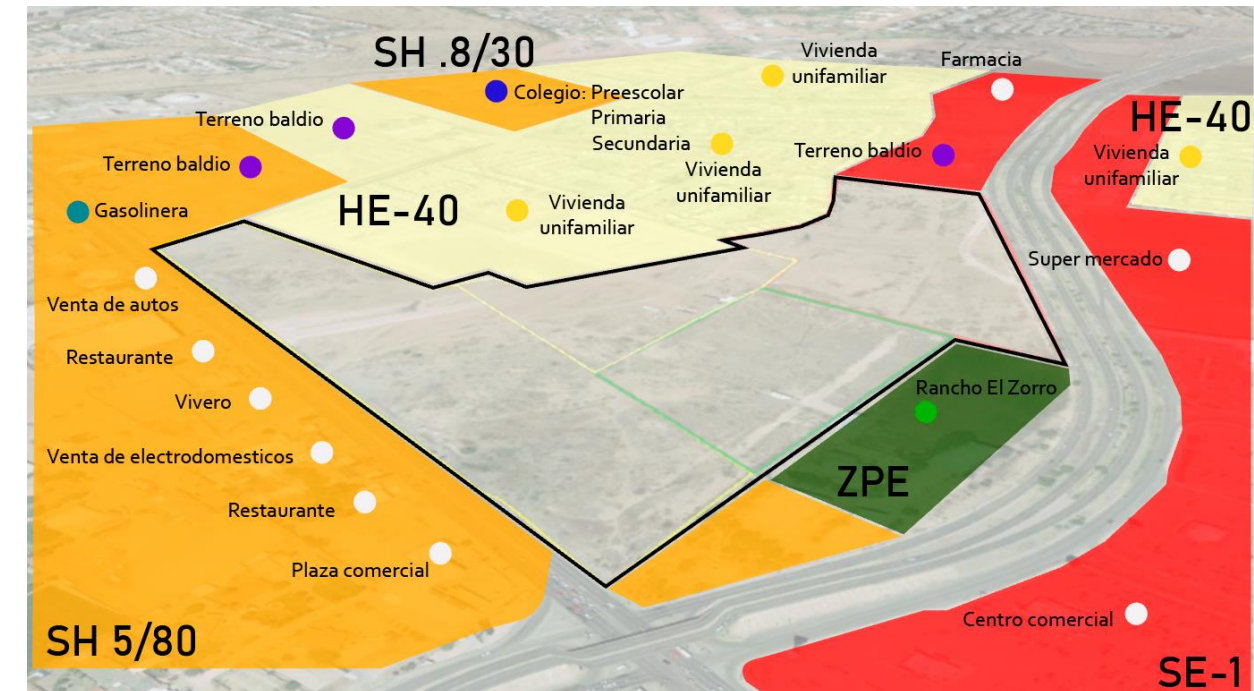 SH .8/30
Vivienda
unifamiliar
Farmacia
Colegio: Preescolar
Primaria
Secundaria
HE-40
Terreno baldio
Terreno baldio
Vivienda
unifamiliar
Terreno baldio
Vivienda
unifamiliar
Gasolinera
HE-40
Vivienda
unifamiliar
Super mercado
Venta de autos
Restaurante
Rancho El Zorro
Vivero
Venta de electrodomesticos
ZPE
Restaurante
Plaza comercial
Centro comercial
SH 5/80
SE-1